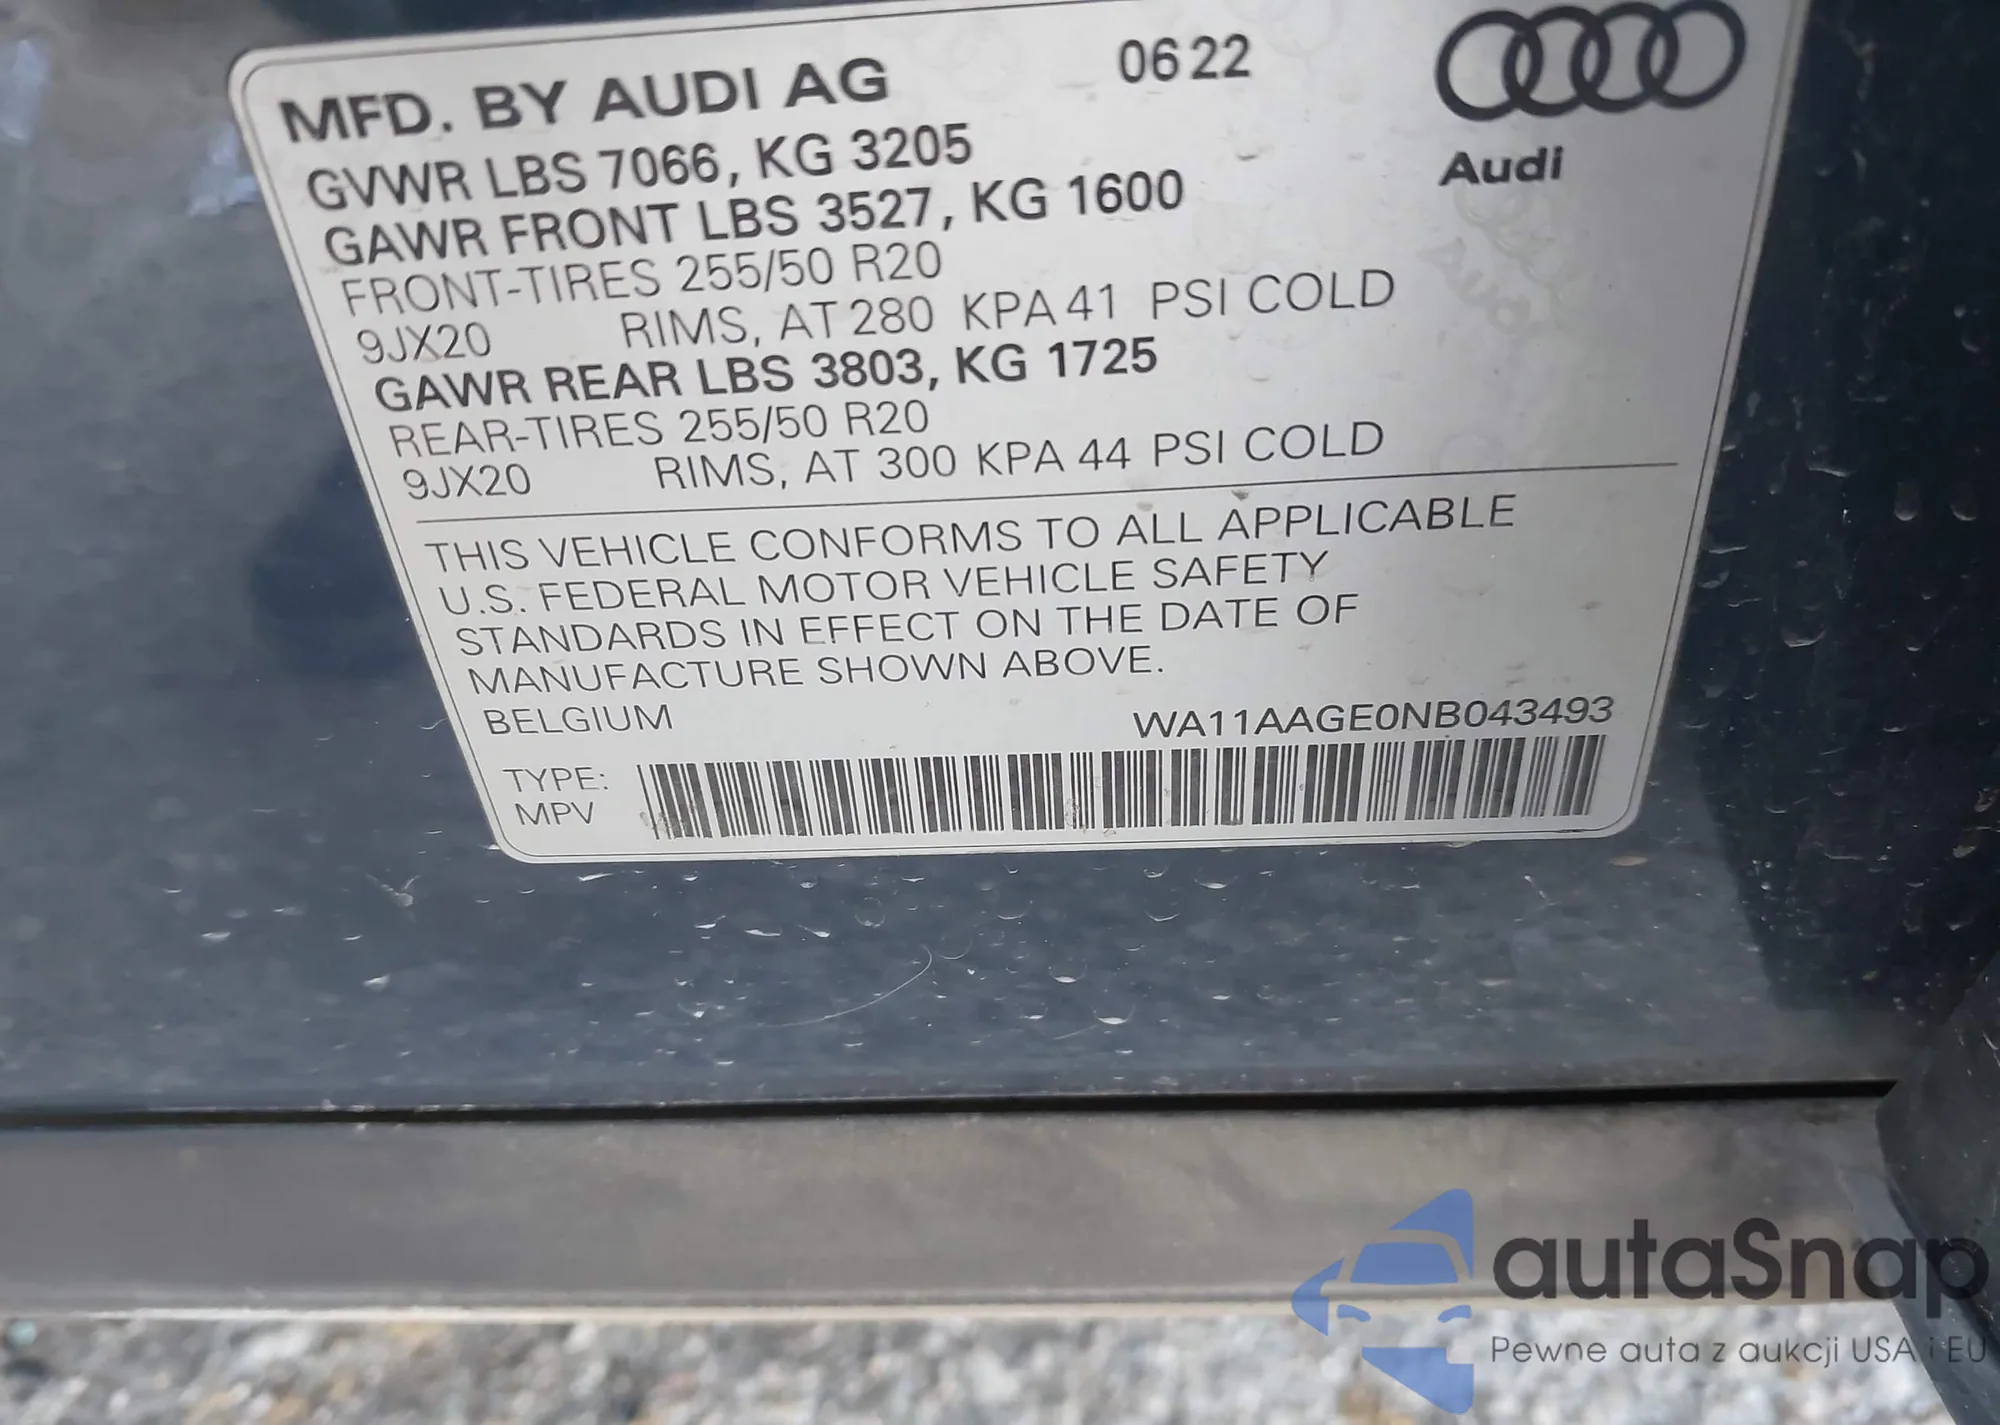 MFD. BY AUDI AG 0622
GVWR LBS 7066, KG 3205
Audi
GAWR FRONT LBS 3527, KG 1600
FRONT-TIRES 255/50 R20
9JX20 RIMS, AT 280 KPA 41 PSI COLD
GAWR REAR LBS 3803, KG 1725
REAR-TIRES 255/50 R20
9JX20 RIMS, AT 300 KPA 44 PSI COLD
THIS VEHICLE CONFORMS TO ALL APPLICABLE
U.S. FEDERAL MOTOR VEHICLE SAFETY
STANDARDS IN EFFECT ON THE DATE OF
MANUFACTURE SHOWN ABOVE.
BELGIUM WA11AAGE0NB043493
TYPE:
MPV
autaSnap
Pewne auta z aukcji USA i EU